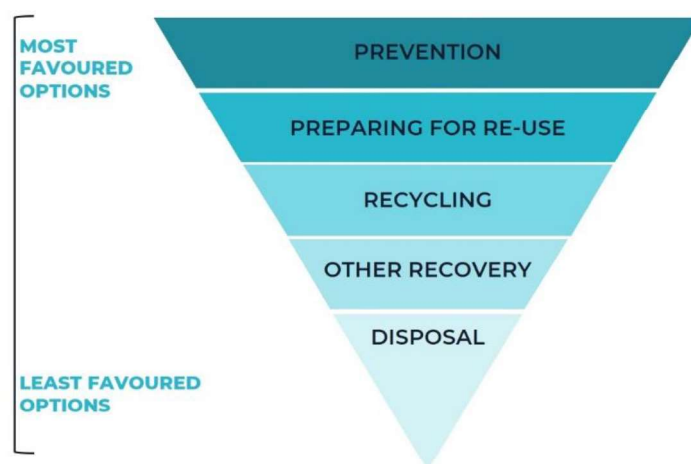 MOST
FAVOURED
OPTIONS
PREVENTION
PREPARING FOR RE-USE
RECYCLING
OTHER RECOVERY
DISPOSAL
LEAST FAVOURED
OPTIONS